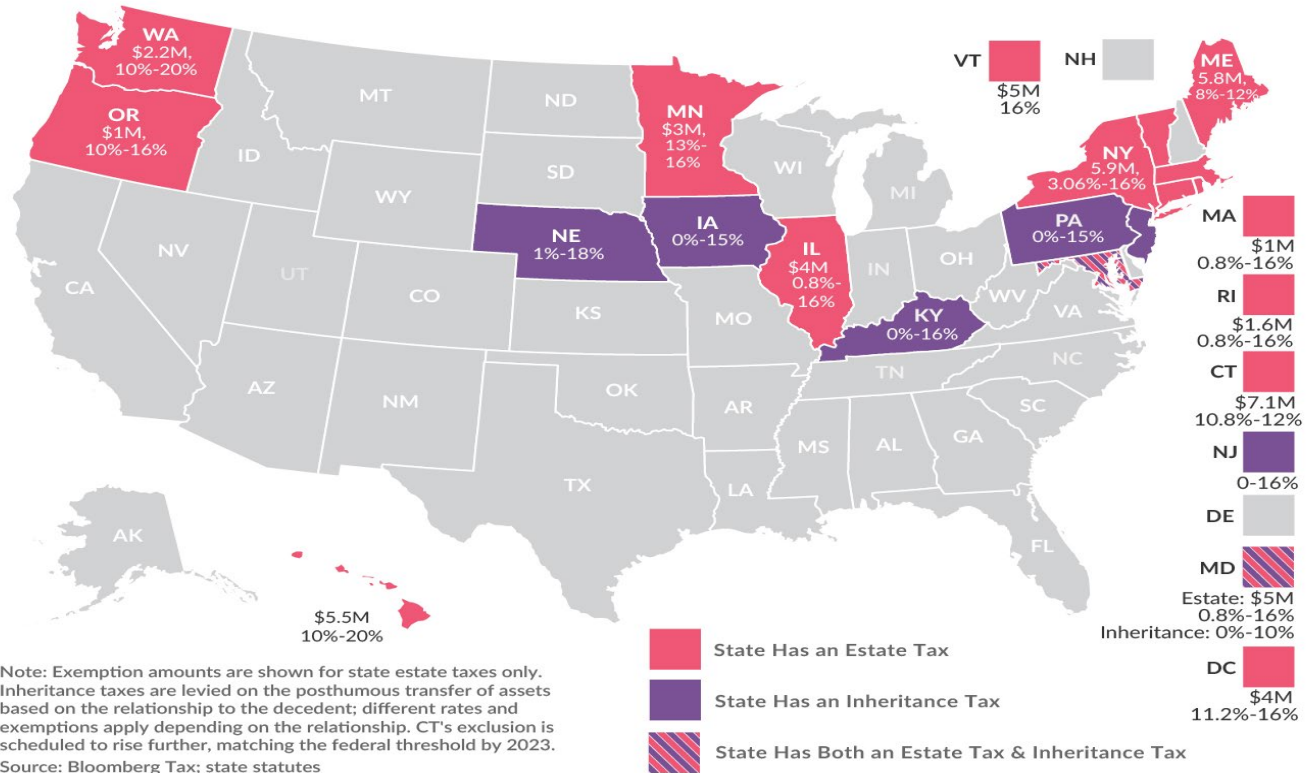 WA
$2.2M,
10%-20%
OR
$1M,
10%-16%
MT
ID
ND
SD
WY
MN
$3M,
13%-
16%
WI
MI
NE
1%-18%
IA
0%-15%
IL
$4M
0.8%-
16%
IN
OH
PA
0%-15%
NY
5.9M,
3.06%-16%
ME
5.8M,
8%-12%
VT
$5M
16%
NH
CA
NV
UT
CO
KS
MO
KY
0%-16%
WV
VA
AZ
NM
OK
AR
TN
NC
SC
TX
LA
MS
AL
GA
FL
AK
$5.5M
10%-20%
MA
$1M
0.8%-16%
RI
$1.6M
0.8%-16%
CT
$7.1M
10.8%-12%
NJ
0-16%
DE
MD
Estate: $5M
0.8%-16%
Inheritance: 0%-10%
DC
$4M
11.2%-16%
State Has an Estate Tax
State Has an Inheritance Tax
State Has Both an Estate Tax & Inheritance Tax
Note: Exemption amounts are shown for state estate taxes only.
Inheritance taxes are levied on the posthumous transfer of assets
based on the relationship to the decedent; different rates and
exemptions apply depending on the relationship. CT's exclusion is
scheduled to rise further, matching the federal threshold by 2023.
Source: Bloomberg Tax; state statutes